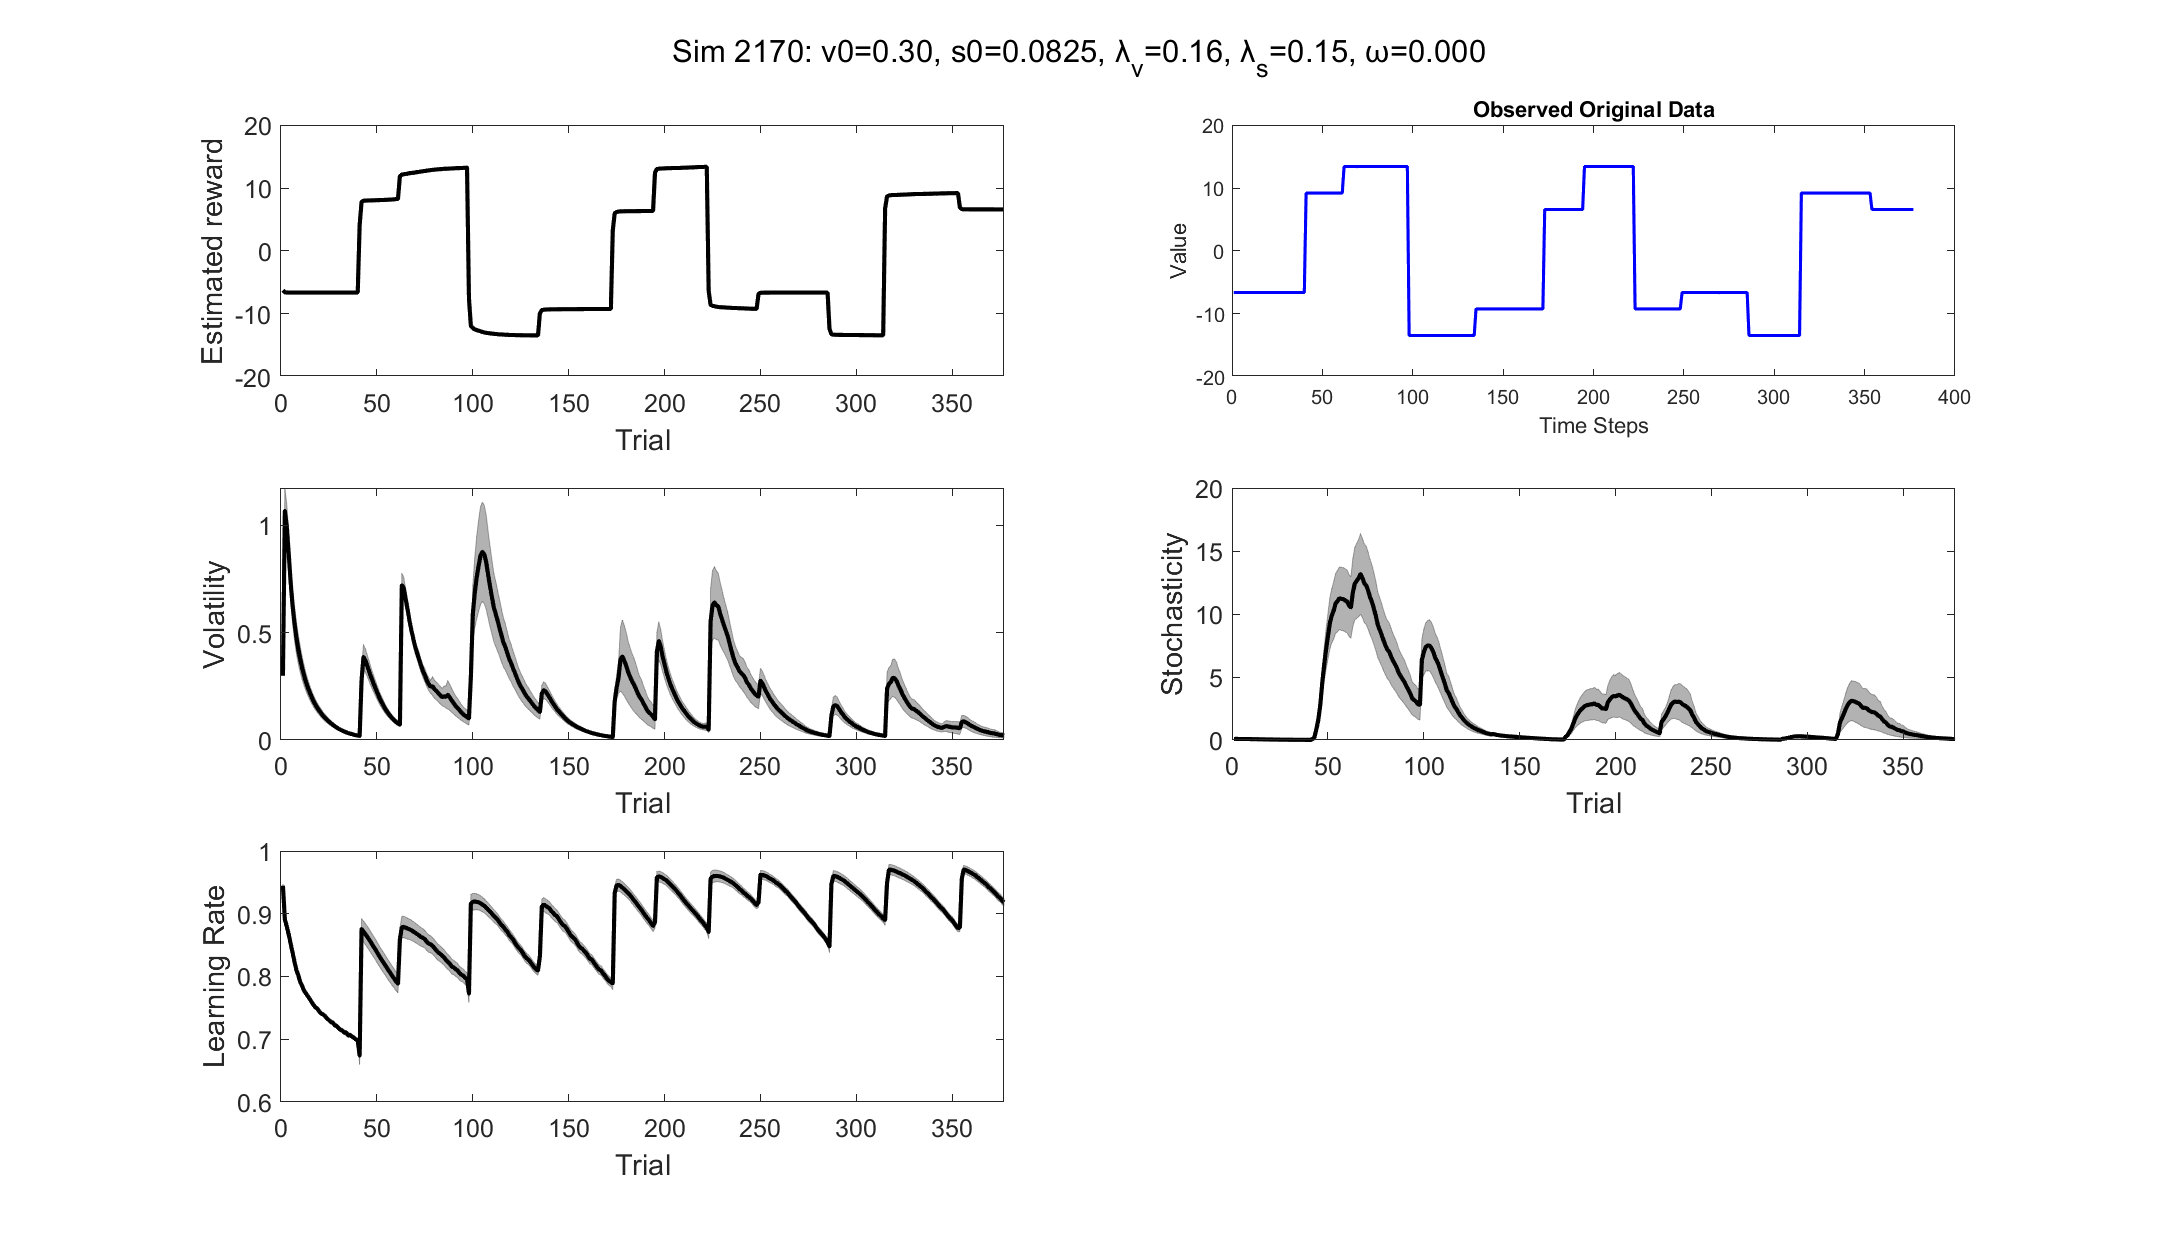 Sim 2170: v0=0.30, s0=0.0825, λv=0.16, λs=0.15, ω=0.000
Estimated reward
20
10
0
-10
-20
0 50 100 150 200 250 300 350
Trial
Observed Original Data
Value
20
10
0
-10
-20
0 50 100 150 200 250 300 350 400
Time Steps
Volatility
1
0.5
0
0 50 100 150 200 250 300 350
Trial
Stochasticity
20
15
10
5
0
0 50 100 150 200 250 300 350
Trial
Learning Rate
1
0.9
0.8
0.7
0.6
0 50 100 150 200 250 300 350
Trial